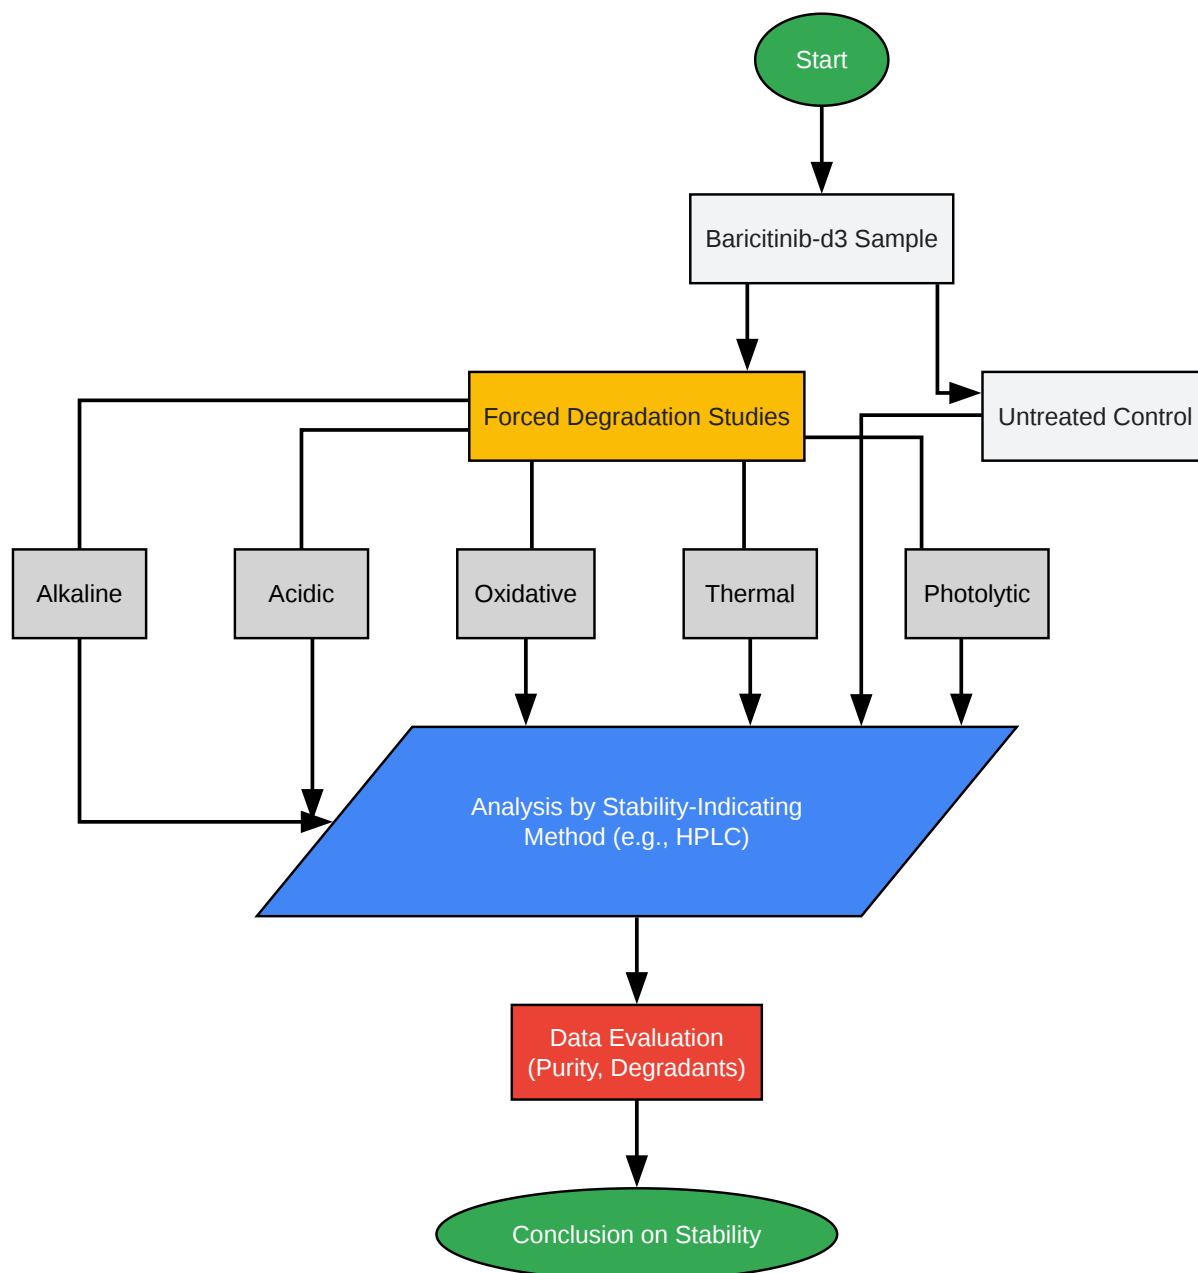 Start
Baricitinib-d3 Sample
Forced Degradation Studies
Untreated Control
Alkaline
Acidic
Oxidative
Thermal
Photolytic
Analysis by Stability-Indicating
Method (e.g., HPLC)
Data Evaluation
(Purity, Degradants)
Conclusion on Stability